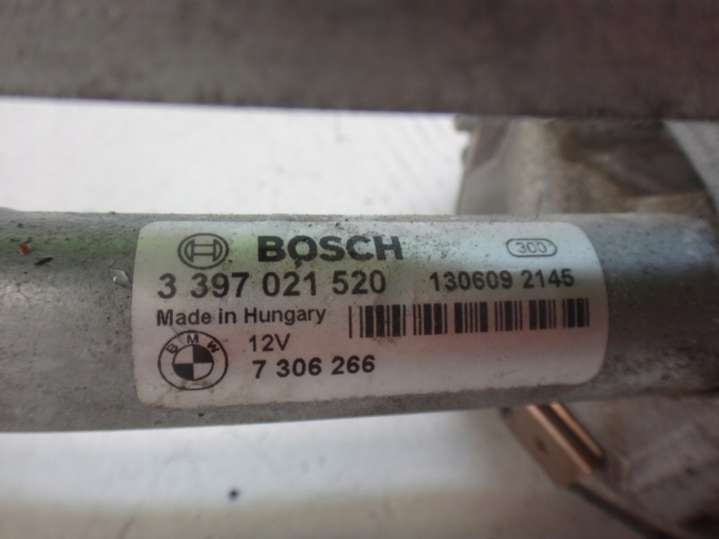 BOSCH
300
3 397 021 520
130609 2145
Made in Hungary
12V
BMW
7 306 266